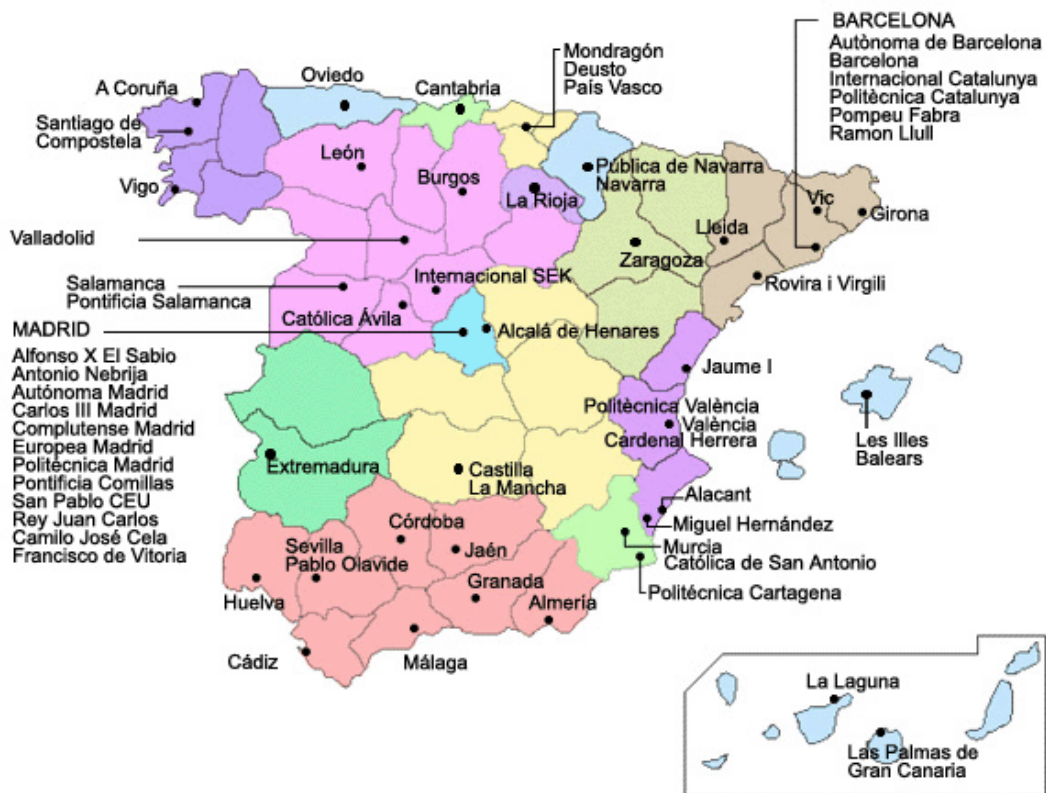 BARCELONA
Autònoma de Barcelona
Barcelona
Internacional Catalunya
Politècnica Catalunya
Pompeu Fabra
Ramon Llull
Mondragón
Deusto
País Vasco
Oviedo
Cantabria
A Coruña
Santiago de
Compostela
Vigo
León
Burgos
La Rioja
Pública de Navarra
Navarra
Vic
Girona
Lleida
Zaragoza
Rovira i Virgili
Valladolid
Salamanca
Pontificia Salamanca
Internacional SEK
Católica Ávila
MADRID
Alcalá de Henares
Alfonso X El Sabio
Antonio Nebrija
Autónoma Madrid
Carlos III Madrid
Complutense Madrid
Europea Madrid
Politécnica Madrid
Pontificia Comillas
San Pablo CEU
Rey Juan Carlos
Camilo José Cela
Francisco de Vitoria
Jaume I
Politècnica València
València
Cardenal Herrera
Les Illes
Balears
Extremadura
Castilla
La Mancha
Alacant
Miguel Hernández
Murcia
Católica de San Antonio
Politécnica Cartagena
Córdoba
Sevilla
Pablo Olavide
Jaén
Granada
Almería
Huelva
Cádiz
Málaga
La Laguna
Las Palmas de
Gran Canaria